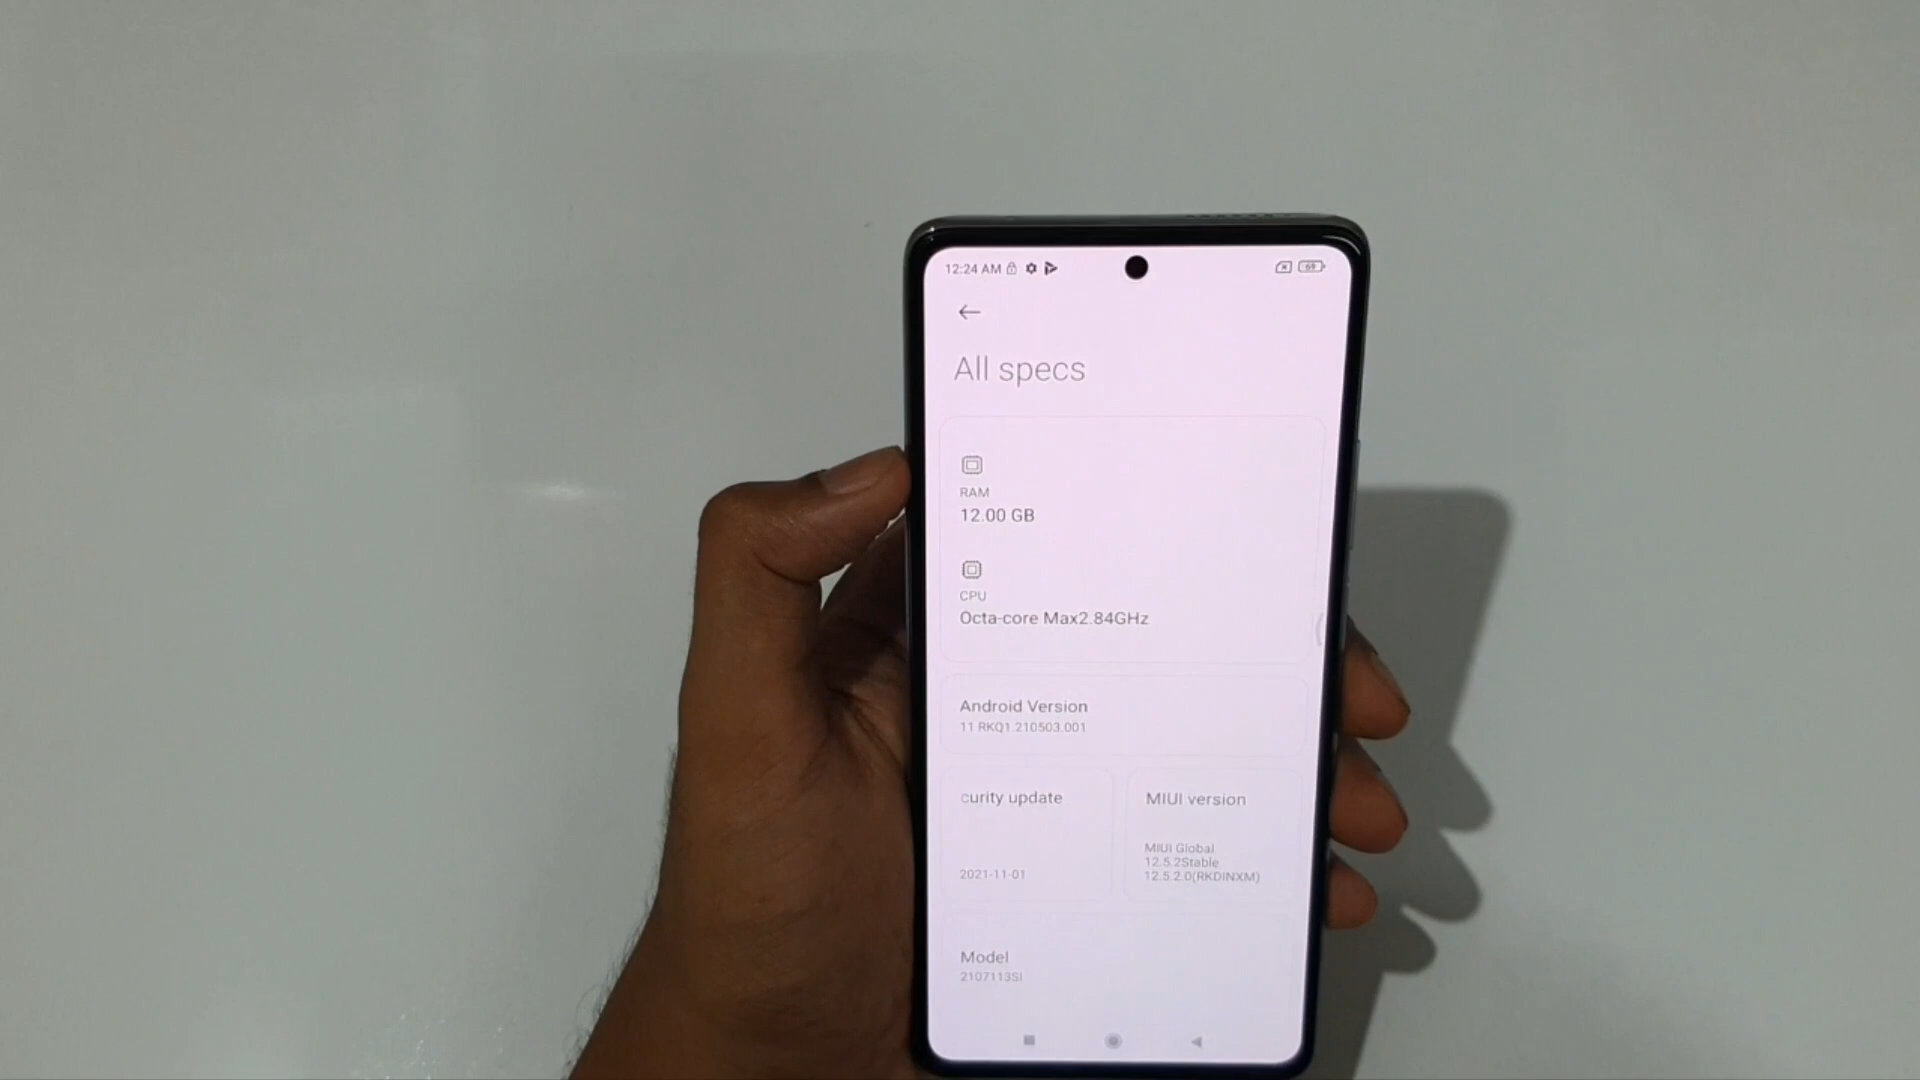 12:24 AM
69
All specs
RAM
12.00 GB
CPU
Octa-core Max2.84GHz
Android Version
11 RKQ1.210503.001
curity update
2021-11-01
MIUI version
MIUI Global
12.5.2Stable
12.5.2.0(RKDINXM)
Model
2107113SI